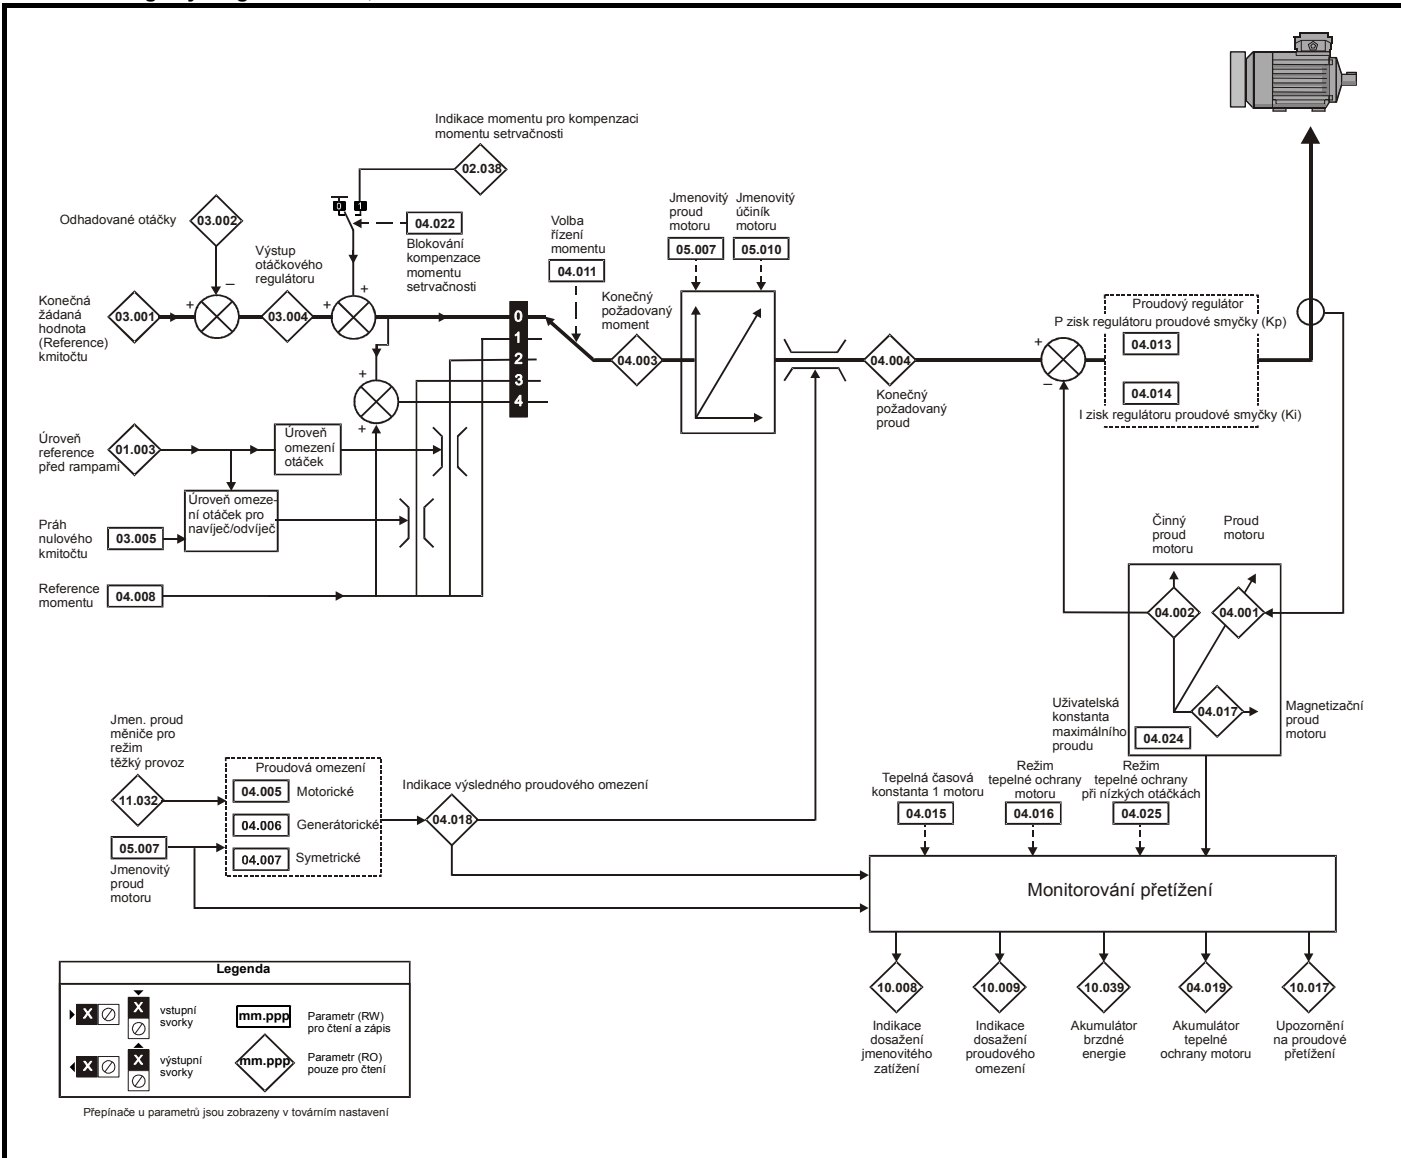 Indikace momentu pro kompenzaci
momentu setrvačnosti
02.038
Odhadované otáčky
03.002
0
1
04.022
Blokování
kompenzace
momentu
setrvačnosti
Výstup
otáčkového
regulátoru
Volba
řízení
momentu
04.011
Jmenovitý
proud
motoru
05.007
Jmenovitý
účiník
motoru
05.010
Konečná
žádaná
hodnota
(Reference)
kmitočtu
03.001
+
–
03.004
+
+
0
1
2
3
4
Konečný
požadovaný
moment
04.003
04.004
Konečný
požadovaný
proud
+
–
Proudový regulátor
P zisk regulátoru proudové smyčky (Kp)
04.013
04.014
I zisk regulátoru proudové smyčky (Ki)
+
+
Úroveň
reference
před rampami
01.003
Úroveň
omezení
otáček
Úroveň omeze-
ní otáček pro
navíječ/odvíječ
Práh
nulového
kmitočtu
03.005
Reference
momentu
04.008
Činný
proud
motoru
Proud
motoru
04.002
04.001
04.017
04.024
Uživatelská
konstanta
maximálního
proudu
Magnetizační
proud
motoru
Jmen. proud
měniče pro
režim
těžký provoz
11.032
05.007
Jmenovitý
proud
motoru
Proudová omezení
04.005 Motorické
04.006 Generátorické
04.007 Symetrické
Indikace výsledného proudového omezení
04.018
Tepelná časová
konstanta 1 motoru
04.015
Režim
tepelné ochrany
motoru
04.016
Režim
tepelné ochrany
při nízkých otáčkách
04.025
Monitorování přetížení
10.008
10.009
10.039
04.019
10.017
Indikace
dosažení
jmenovitého
zatížení
Indikace
dosažení
proudového
omezení
Akumulátor
brzdné
energie
Akumulátor
tepelné
ochrany motoru
Upozornění
na proudové
přetížení
Legenda
X
X
vstupní
svorky
mm.ppp
Parametr (RW)
pro čtení a zápis
X
X
výstupní
svorky
mm.ppp
Parametr (RO)
pouze pro čtení
Přepínače u parametrů jsou zobrazeny v továrním nastavení